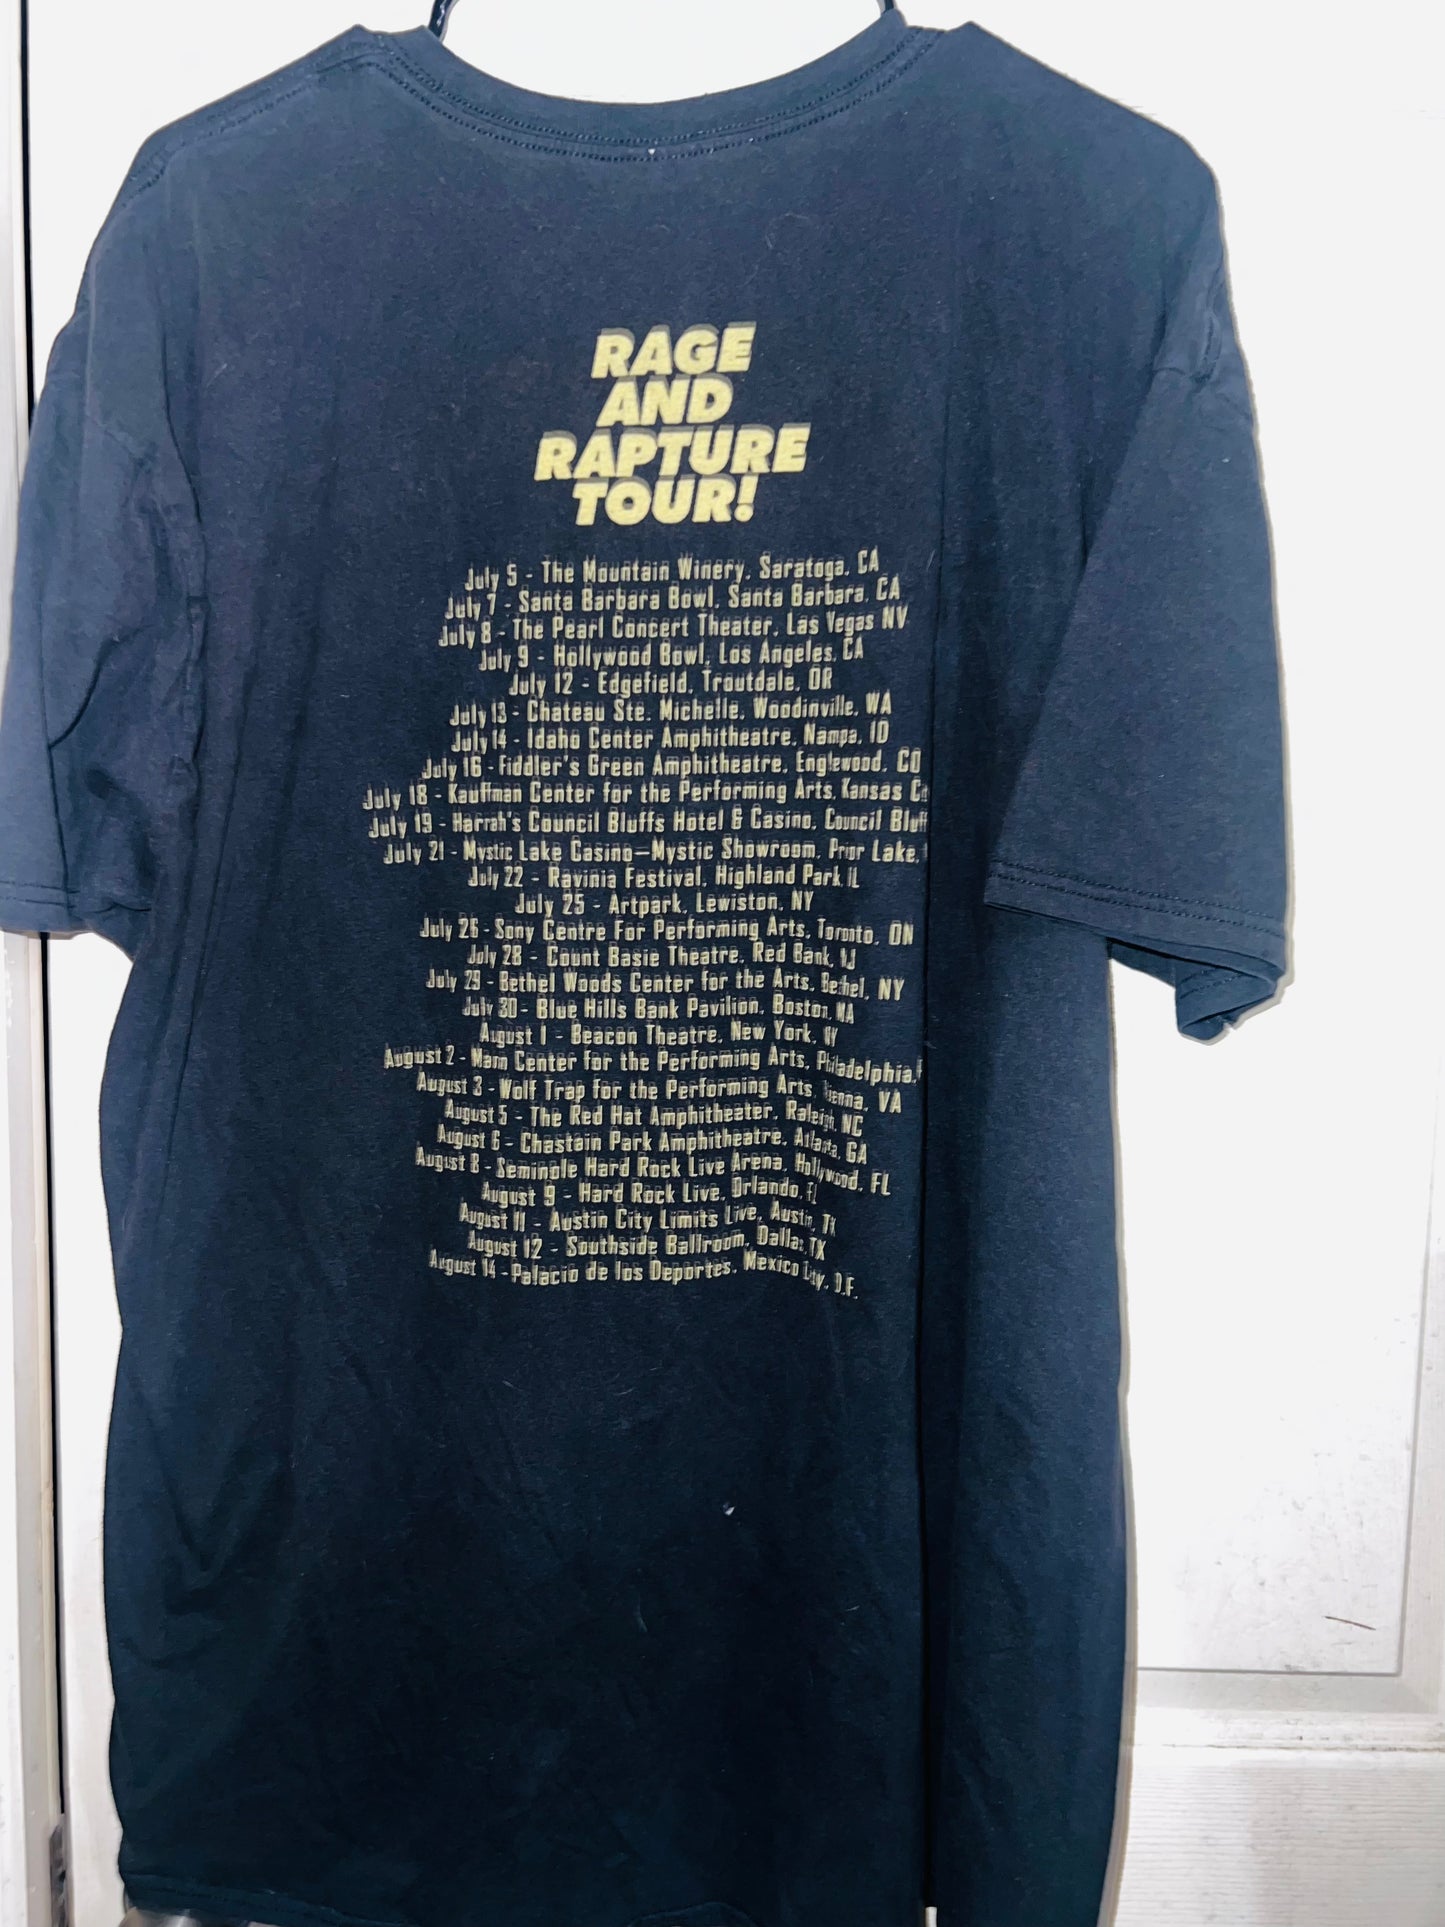 RAGE
AND
RAPTURE
TOUR!
July 5 - The Mountain Winery, Saratoga, CA
July 7 - Santa Barbara Bowl, Santa Barbara, CA
July 8 - The Pearl Concert Theater, Las Vegas NV
July 9 - Hollywood Bowl, Los Angeles, CA
July 12 - Edgefield, Troutdale, OR
July 13 - Chateau Ste. Michelle, Woodinville, WA
July 14 - Idaho Center Amphitheatre, Nampa, ID
July 16 - Fiddler's Green Amphitheatre, Englewood, CO
July 18 - Kauffman Center for the Performing Arts, Kansas
July 19 - Harrah's Council Bluffs Hotel & Casino, Council Bluff
July 21 - Mystic Lake Casino—Mystic Showroom, Prior Lake,
July 22 - Ravinia Festival, Highland Park IL
July 25 - Artpark, Lewiston, NY
July 26 - Sony Centre For Performing Arts, Toronto, ON
July 28 - Count Basie Theatre, Red Bank, NJ
July 29 - Bethel Woods Center for the Arts, Bethel, NY
July 30 - Blue Hills Bank Pavilion, Boston, MA
August 1 - Beacon Theatre, New York, NY
August 2 - Mann Center for the Performing Arts, Philadelphia,
August 3 - Wolf Trap for the Performing Arts, Vienna, VA
August 5 - The Red Hat Amphitheater, Raleigh, NC
August 6 - Chastain Park Amphitheatre, Atlanta, GA
August 8 - Seminole Hard Rock Live Arena, Hollywood, FL
August 9 - Hard Rock Live, Orlando, FL
August 11 - Austin City Limits Live, Austin, TX
August 12 - Southside Ballroom, Dallas, TX
August 14 - Palacio de los Deportes, Mexico City, D.F.